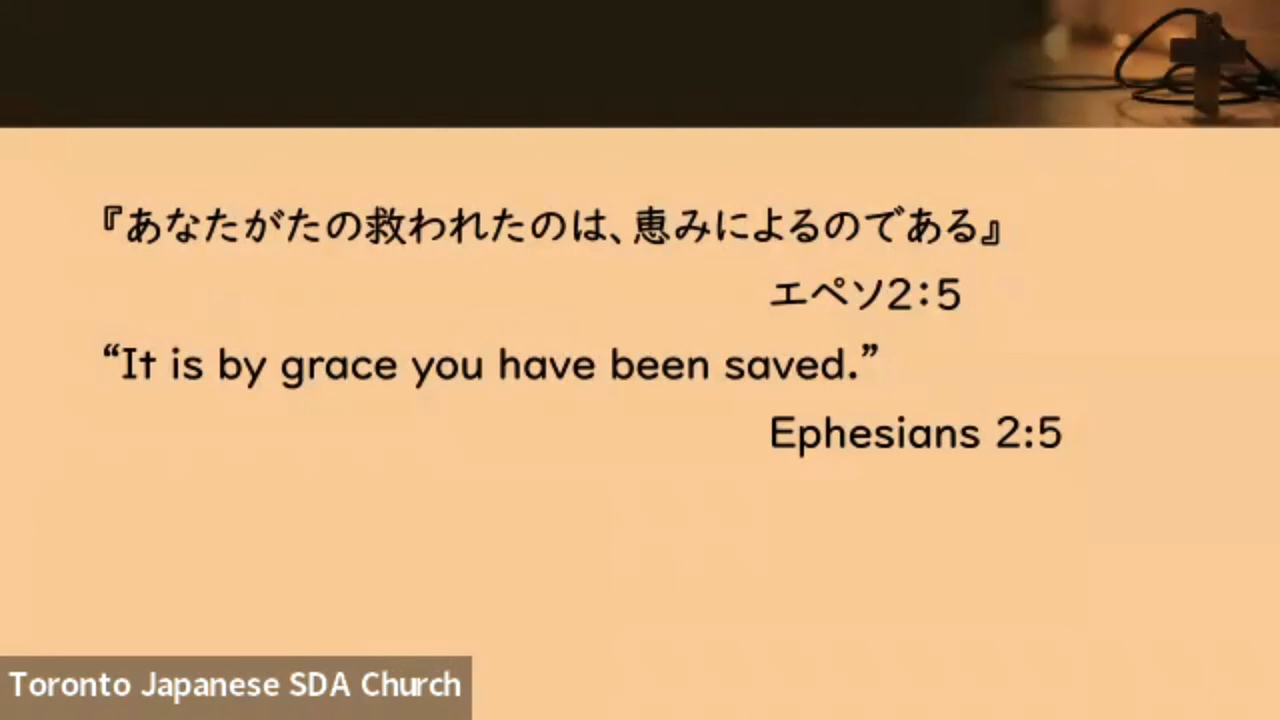 『あなたがたの救われたのは、恵みによるのである』
エペソ2:5
“It is by grace you have been saved.”
Ephesians 2:5
Toronto Japanese SDA Church